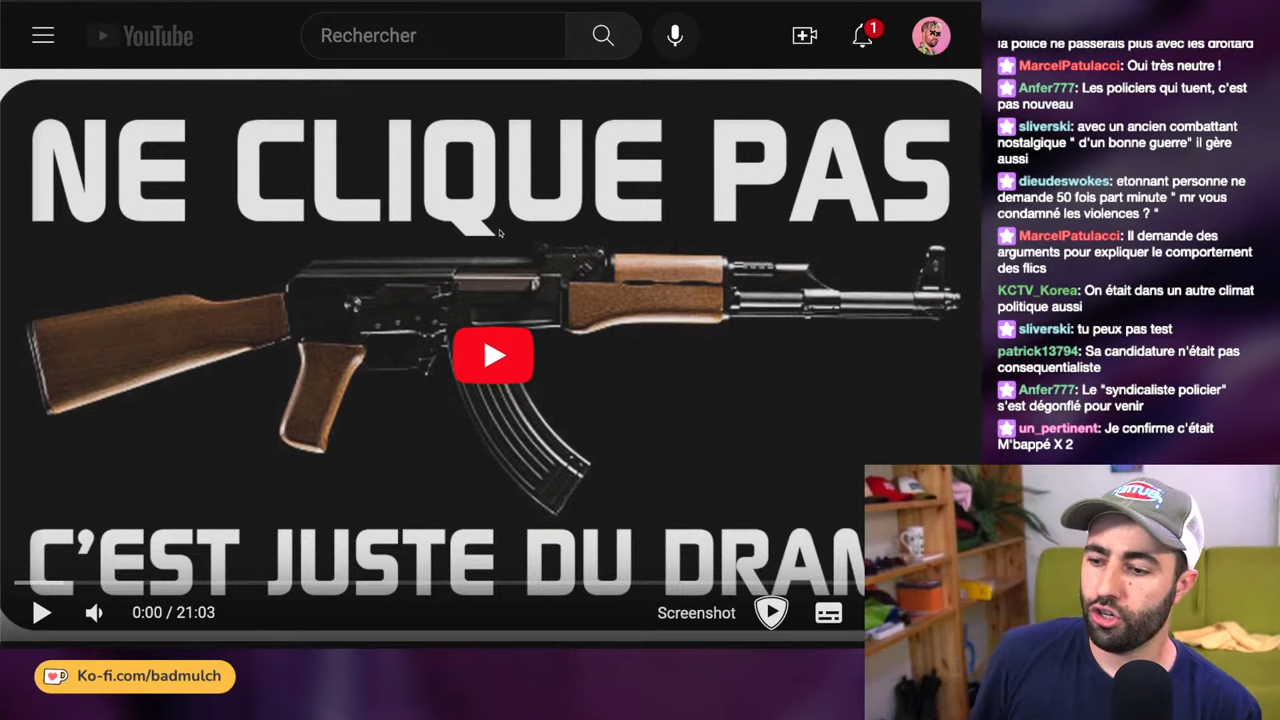 YouTube
Rechercher
1
NE CLIQUE PAS
C'EST JUSTE DU DRAM
0:00 / 21:03
Screenshot
Ko-fi.com/badmulch
la police ne passerais plus avec les droitard
MarcelPatulacci: Oui très neutre !
Anfer777: Les policiers qui tuent, c'est
pas nouveau
sliverski: avec un ancien combattant
nostalgique " d'un bonne guerre" il gère
aussi
dieudeswokes: etonnant personne ne
demande 50 fois part minute " mr vous
condamné les violences ? "
MarcelPatulacci: Il demande des
arguments pour expliquer le comportement
des flics
KCTV_Korea: On était dans un autre climat
politique aussi
sliverski: tu peux pas test
patrick13794: Sa candidature n'était pas
consequentialiste
Anfer777: Le "syndicaliste policier"
s'est dégonflé pour venir
un_pertinent: Je confirme c'était
M'bappé X 2